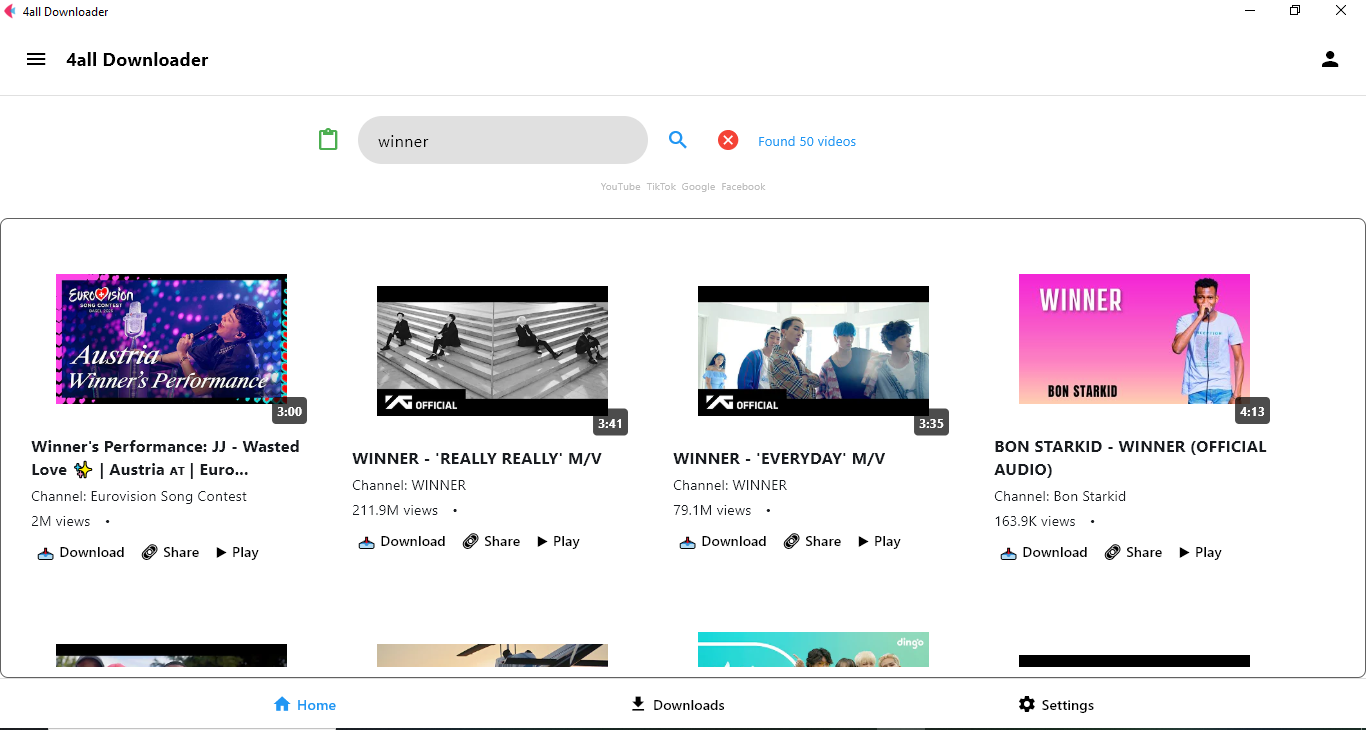 4all Downloader
4all Downloader
winner
Found 50 videos
YouTube TikTok Google Facebook
EUROVISION
SONG CONTEST
BASEL 2025
Austria
Winner's Performance
3:00
Winner's Performance: JJ - Wasted
Love ✨ | Austria ᴀᴛ | Euro...
Channel: Eurovision Song Contest
2M views •
Download Share Play
YG OFFICIAL
3:41
WINNER - 'REALLY REALLY' M/V
Channel: WINNER
211.9M views •
Download Share Play
YG OFFICIAL
3:35
WINNER - 'EVERYDAY' M/V
Channel: WINNER
79.1M views •
Download Share Play
WINNER
BON STARKID
4:13
BON STARKID - WINNER (OFFICIAL
AUDIO)
Channel: Bon Starkid
163.9K views •
Download Share Play
dingo
Home
Downloads
Settings